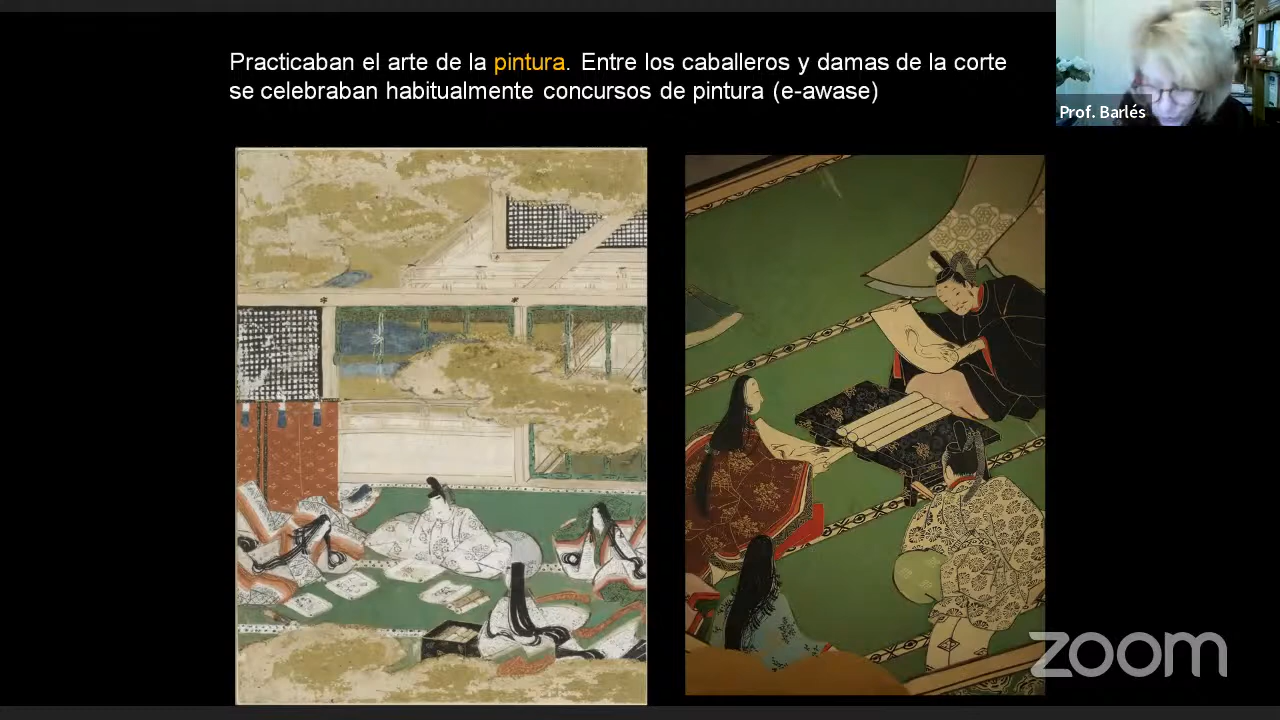 Practicaban el arte de la pintura. Entre los caballeros y damas de la corte
se celebraban habitualmente concursos de pintura (e-awase)
Prof. Barlés
zoom